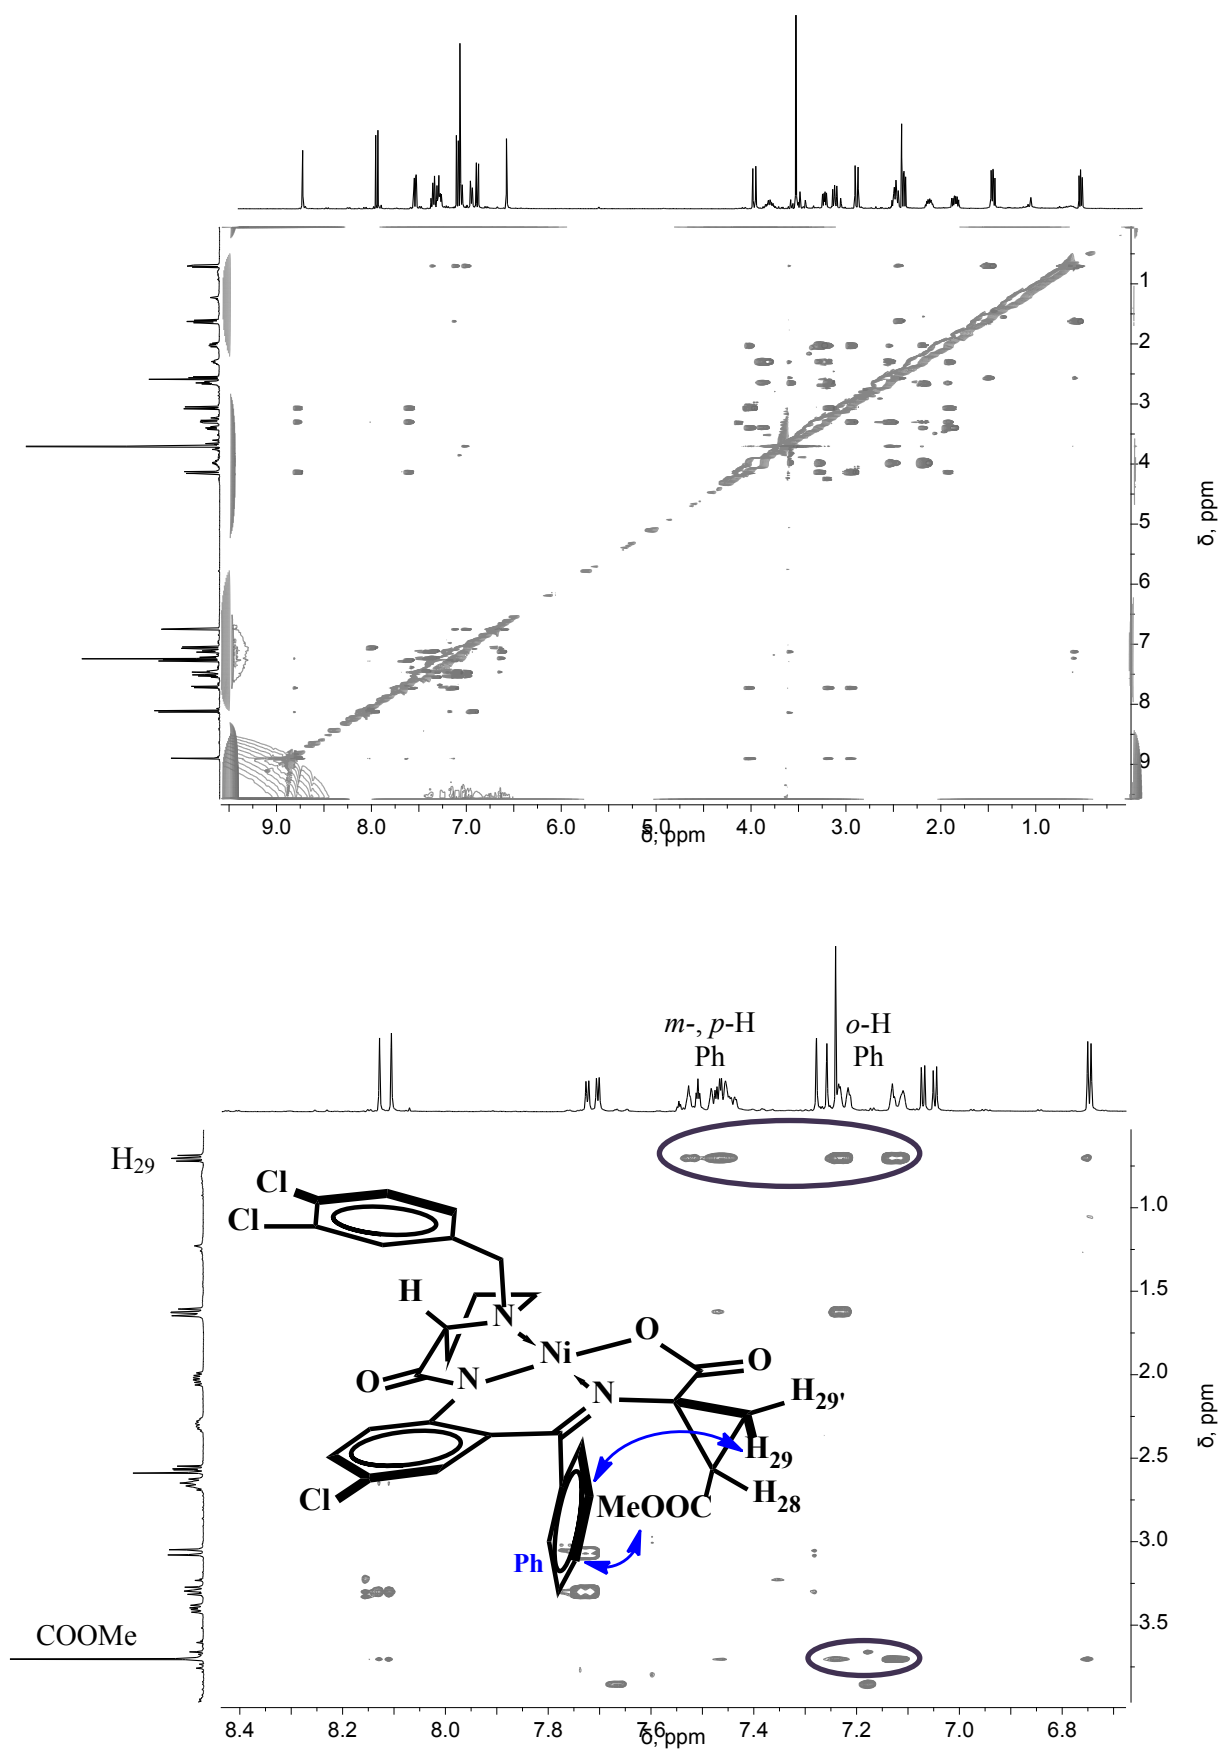 1
2
3
4
5
6
7
8
9
δ, ppm
9.0 8.0 7.0 6.0 5.0 4.0 3.0 2.0 1.0
δ, ppm
m-, p-H
Ph
o-H
Ph
H29
Cl
Cl
H
N
O
Ni
O
O
N
N
H29'
H29
Cl
MeOOC
H28
Ph
COOMe
1.0
1.5
2.0
2.5
3.0
3.5
δ, ppm
8.4 8.2 8.0 7.8 7.6 7.4 7.2 7.0 6.8
δ, ppm